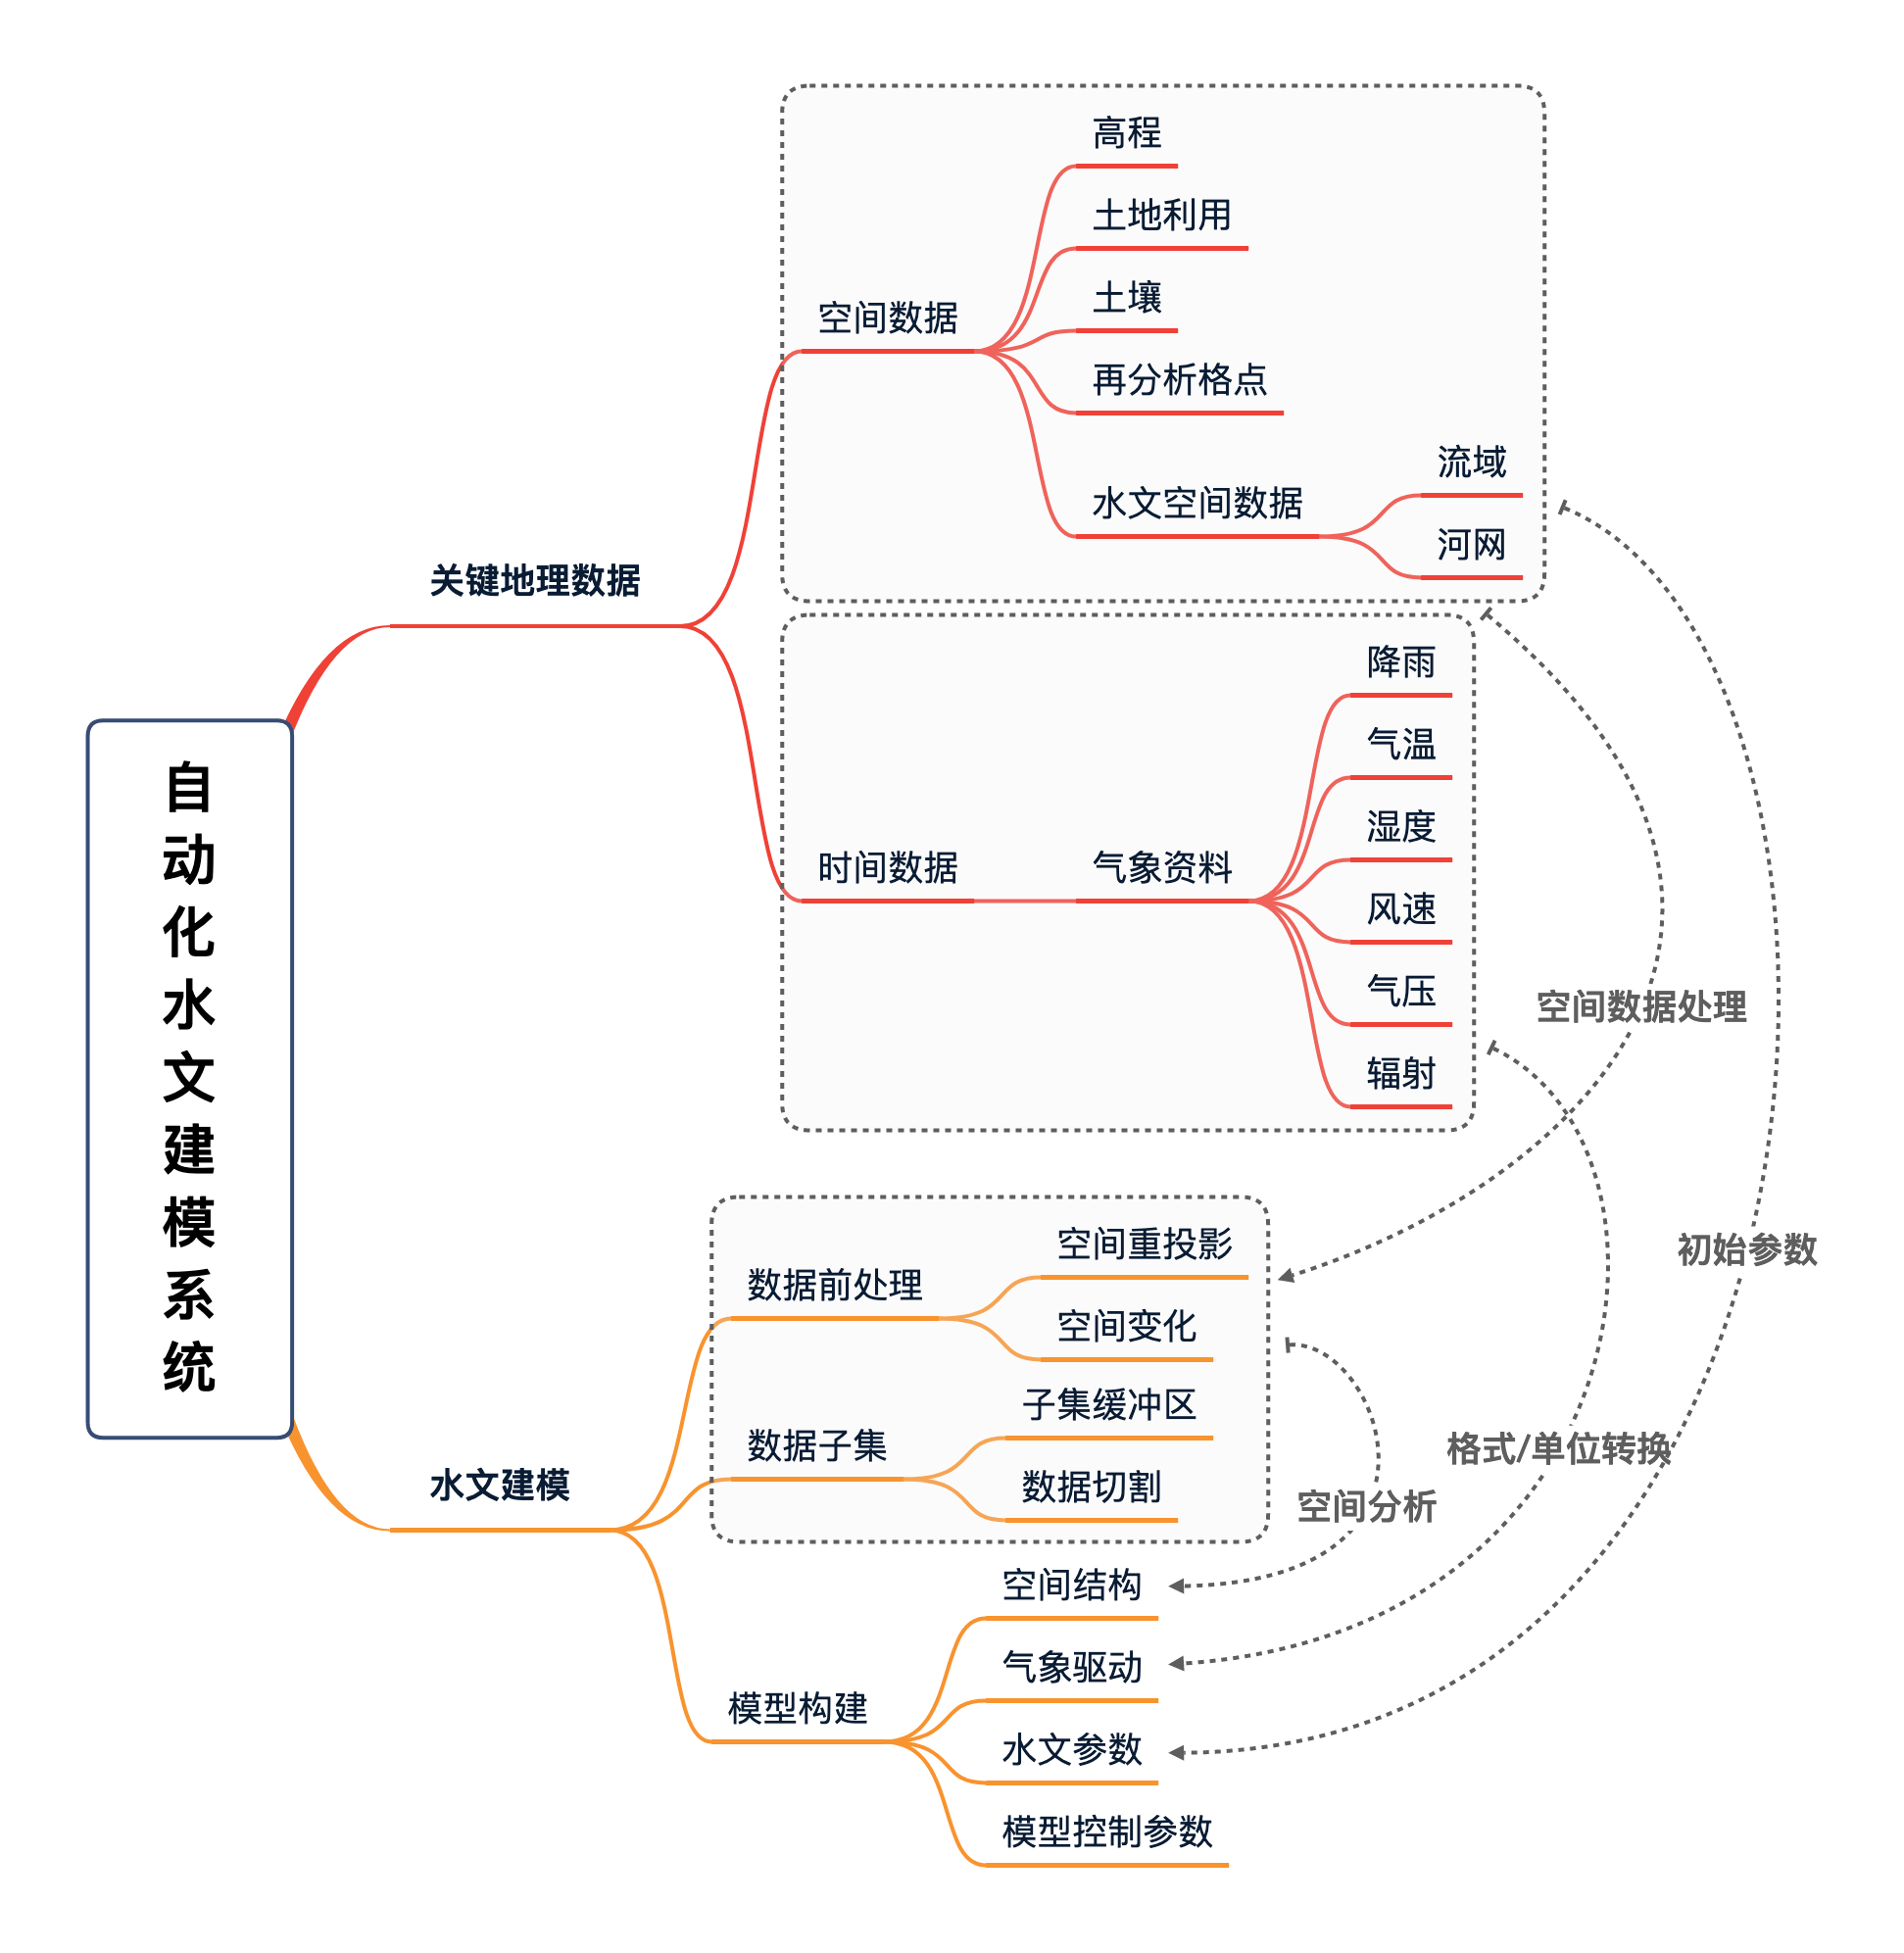 自动化水文建模系统
关键地理数据
空间数据
高程
土地利用
土壤
再分析格点
水文空间数据
流域
河网
时间数据
气象资料
降雨
气温
湿度
风速
气压
辐射
水文建模
数据前处理
空间重投影
空间变化
数据子集
子集缓冲区
数据切割
模型构建
空间结构
气象驱动
水文参数
模型控制参数
空间数据处理
初始参数
格式/单位转换
空间分析